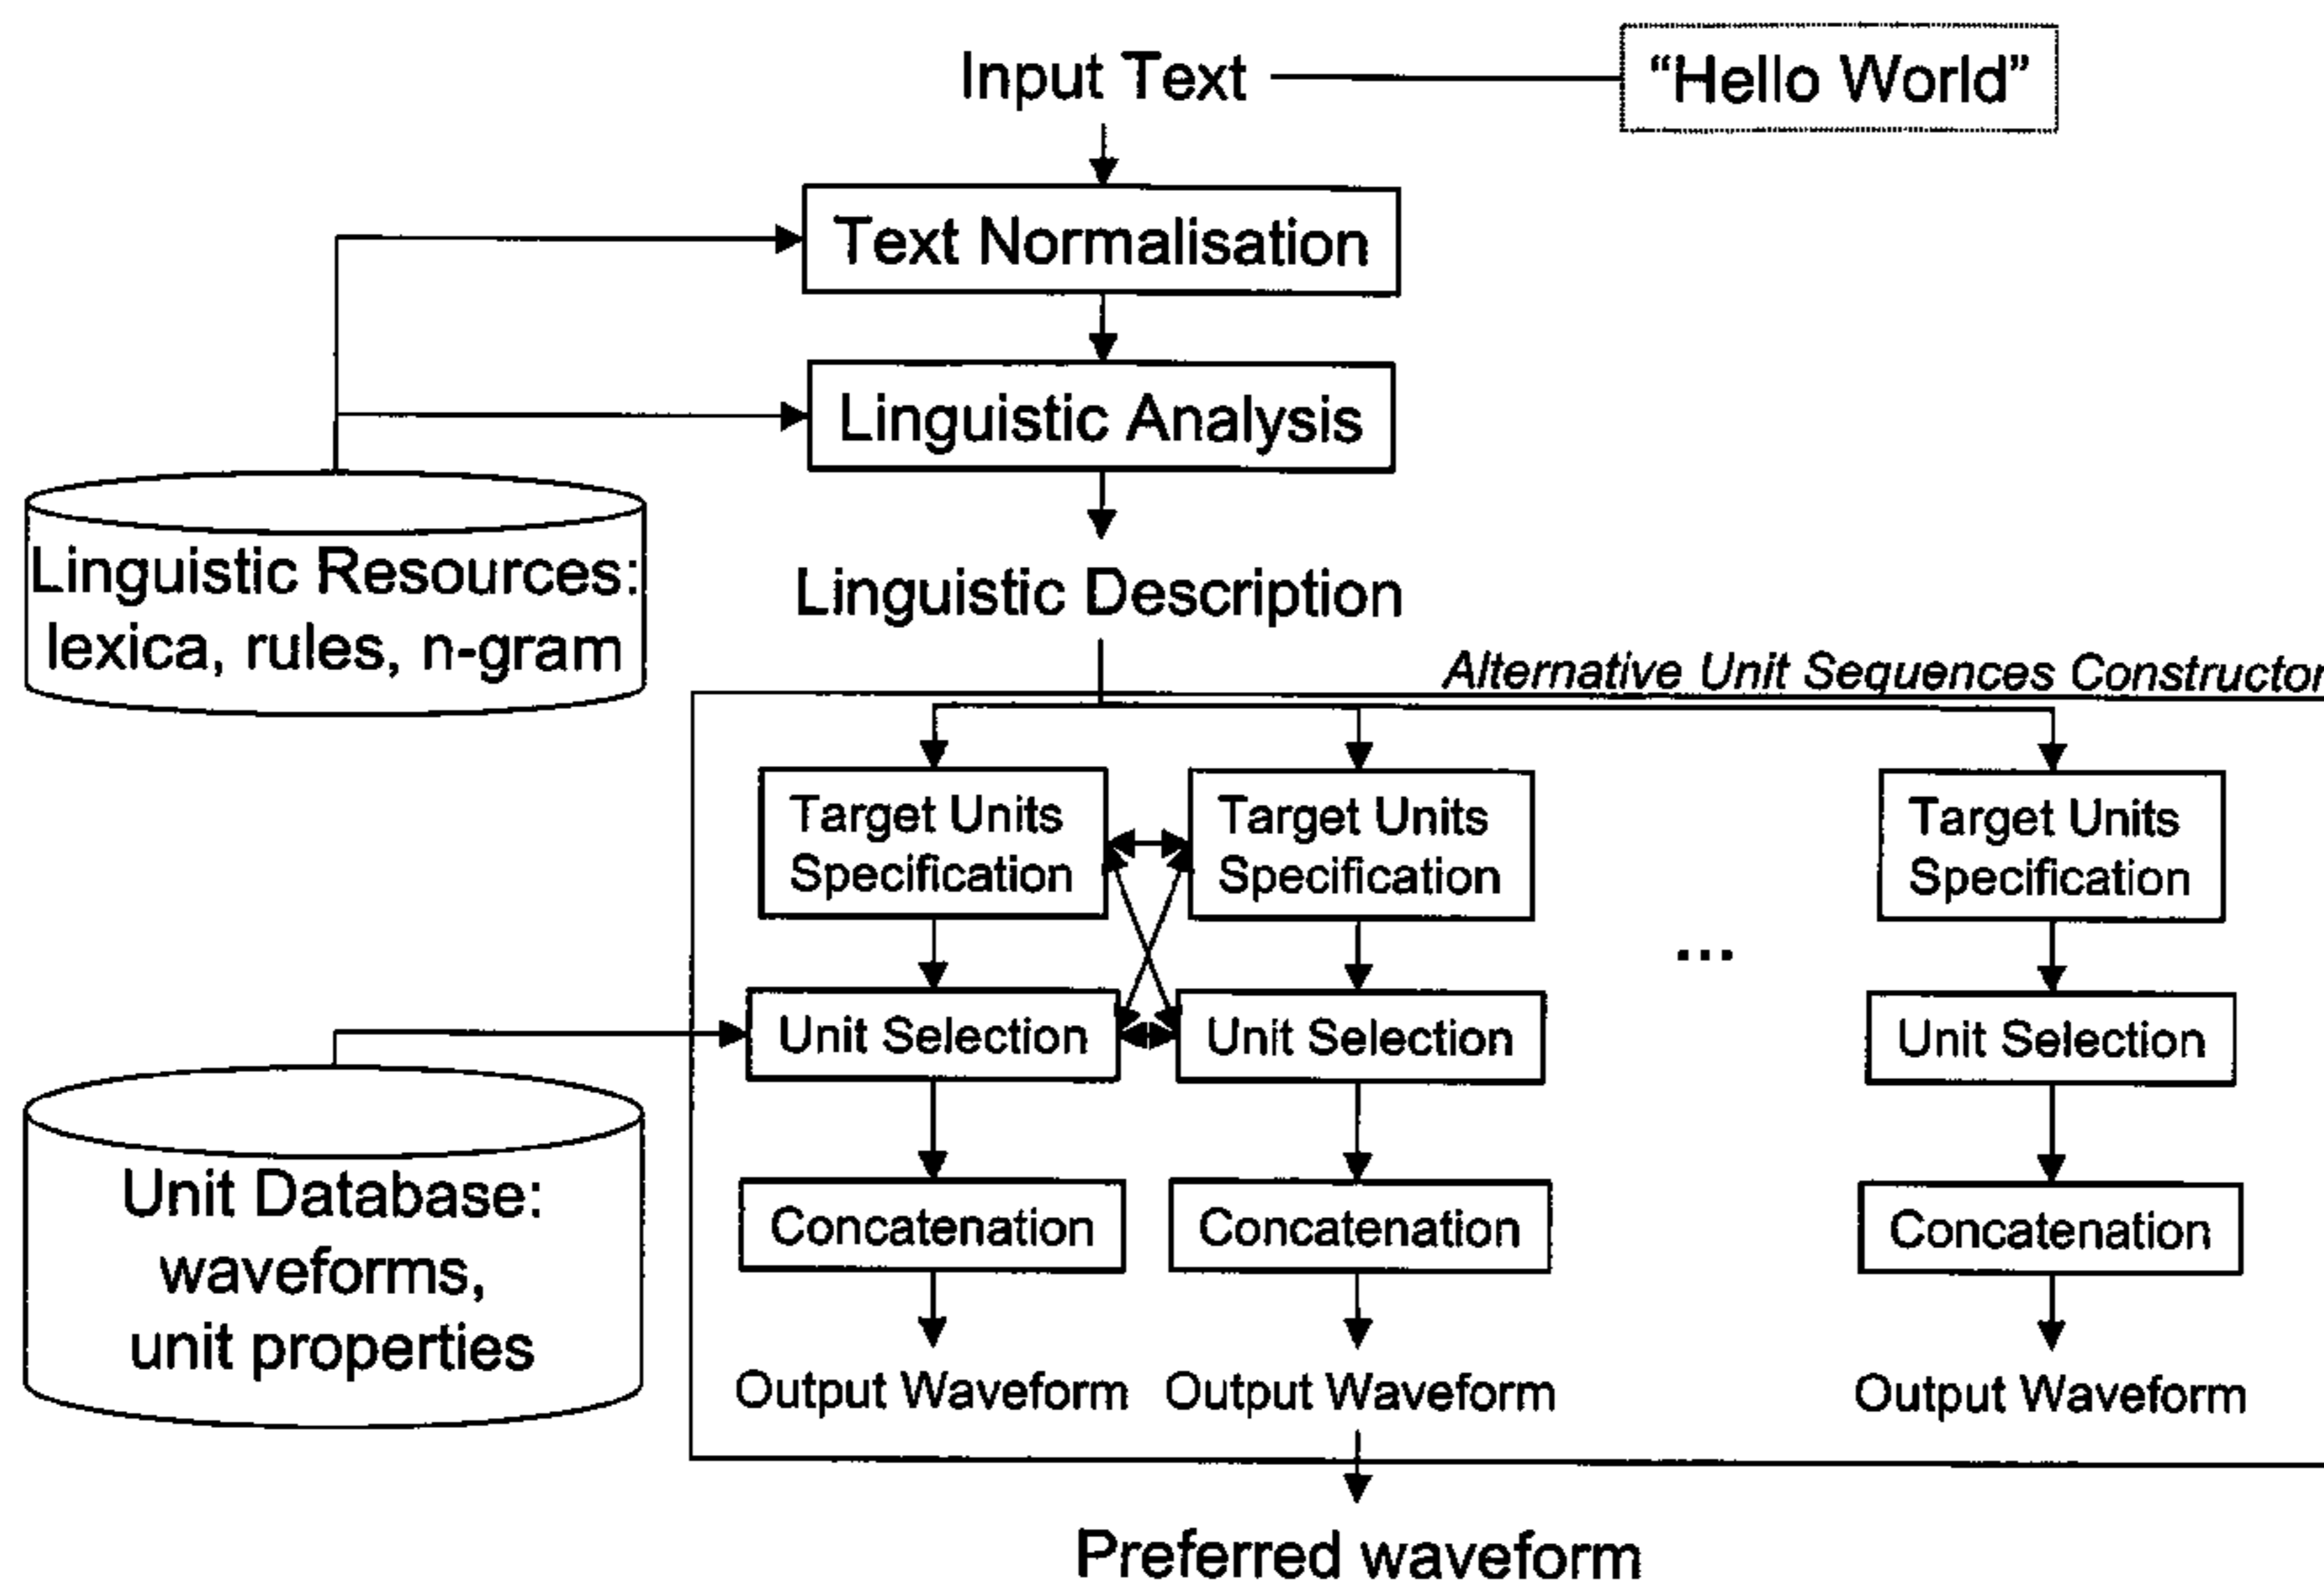 Input Text
“Hello World”
Text Normalisation
Linguistic Analysis
Linguistic Resources:
lexica, rules, n-gram
Linguistic Description
Alternative Unit Sequences Constructor
Target Units
Specification
Target Units
Specification
Target Units
Specification
...
Unit Selection
Unit Selection
Unit Selection
Unit Database:
waveforms,
unit properties
Concatenation
Concatenation
Concatenation
Output Waveform
Output Waveform
Output Waveform
Preferred waveform